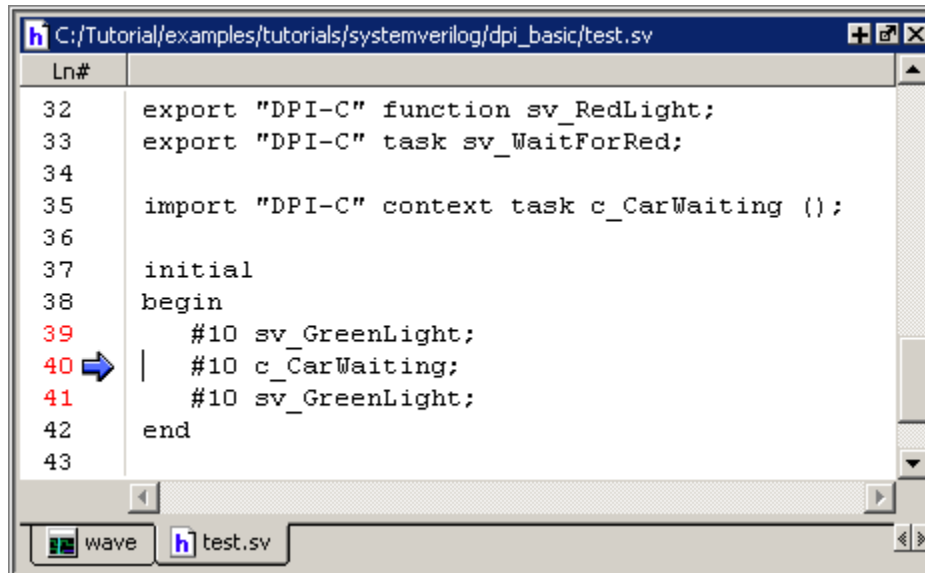 h C:/Tutorial/examples/tutorials/systemverilog/dpi_basic/test.sv
Ln#
32 export "DPI-C" function sv_RedLight;
33 export "DPI-C" task sv_WaitForRed;
34
35 import "DPI-C" context task c_CarWaiting ();
36
37 initial
38 begin
39 #10 sv_GreenLight;
40 #10 c_CarWaiting;
41 #10 sv_GreenLight;
42 end
43
wave h test.sv